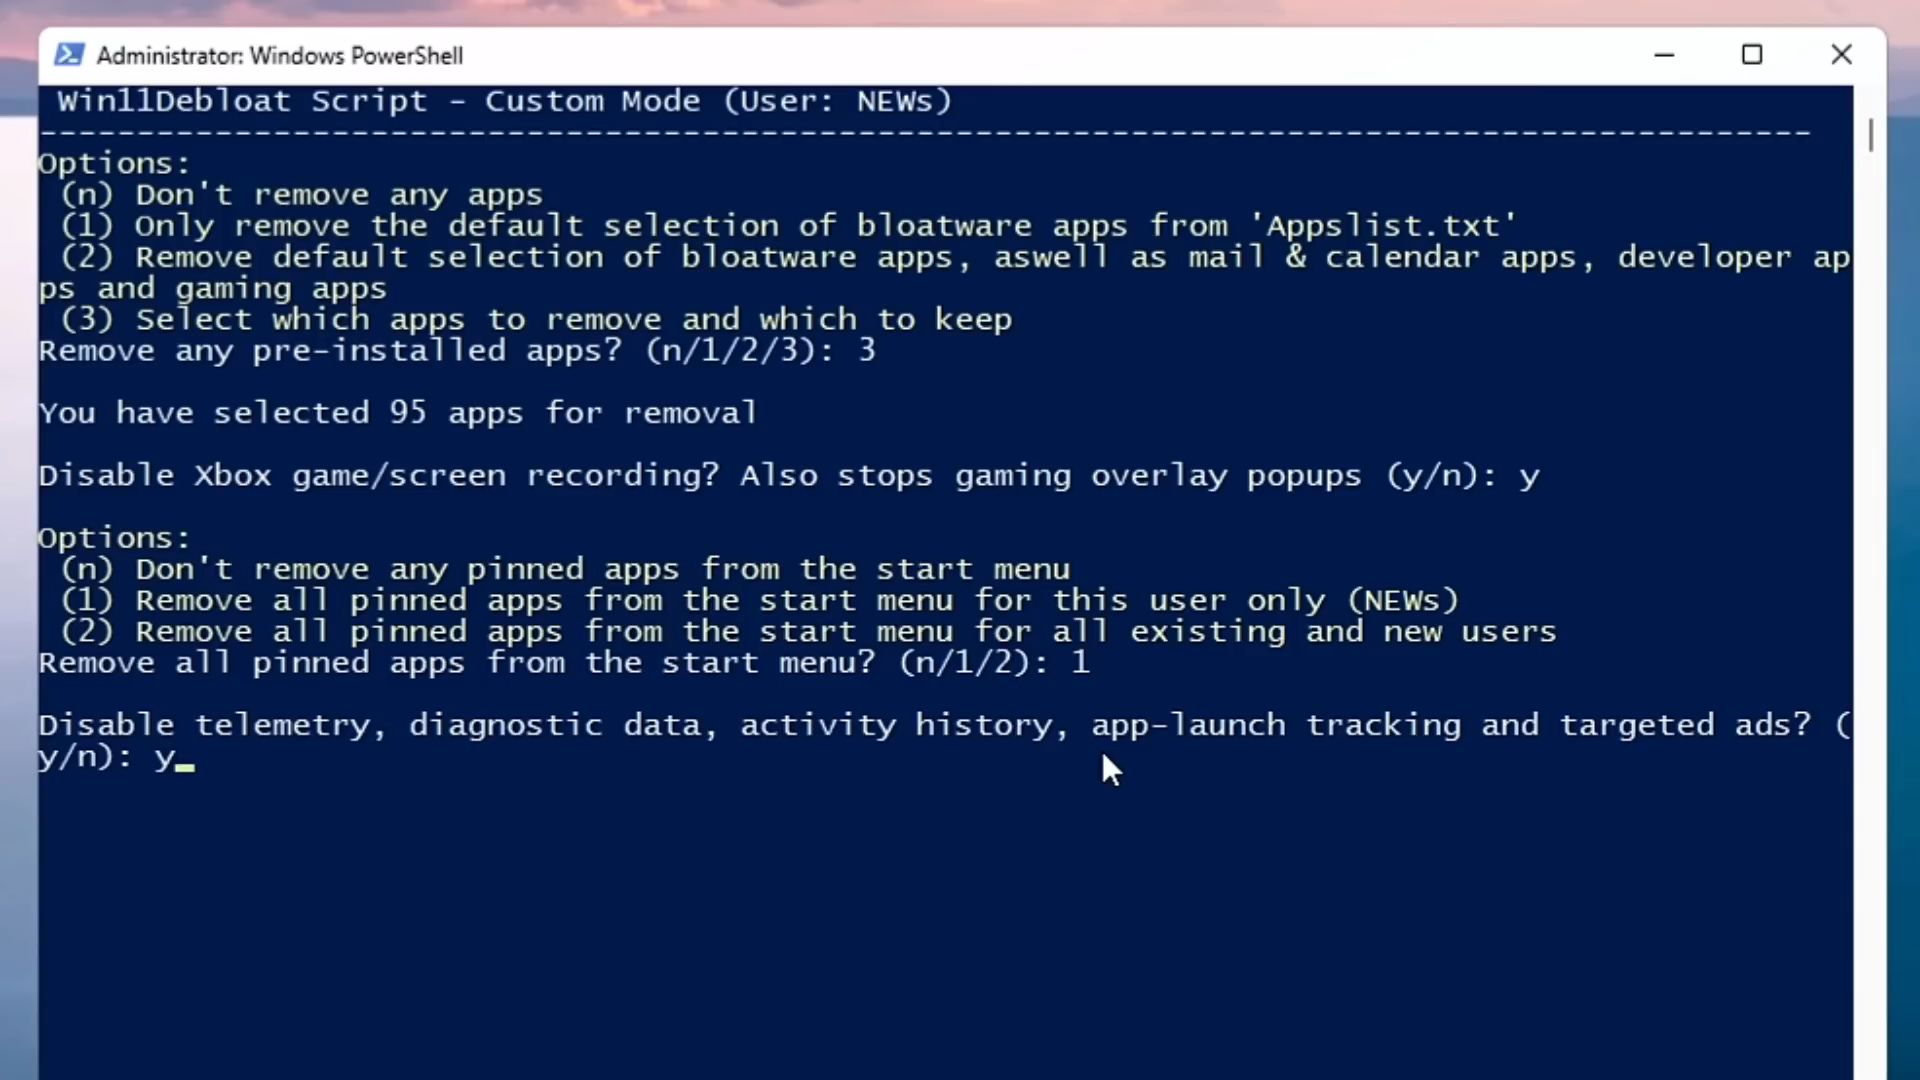 Administrator: Windows PowerShell
Win11Debloat Script - Custom Mode (User: NEWs)
--------------------------------------------------------------------------------------------
Options:
(n) Don't remove any apps
(1) Only remove the default selection of bloatware apps from 'Appslist.txt'
(2) Remove default selection of bloatware apps, aswell as mail & calendar apps, developer ap
ps and gaming apps
(3) Select which apps to remove and which to keep
Remove any pre-installed apps? (n/1/2/3): 3
You have selected 95 apps for removal
Disable Xbox game/screen recording? Also stops gaming overlay popups (y/n): y
Options:
(n) Don't remove any pinned apps from the start menu
(1) Remove all pinned apps from the start menu for this user only (NEWs)
(2) Remove all pinned apps from the start menu for all existing and new users
Remove all pinned apps from the start menu? (n/1/2): 1
Disable telemetry, diagnostic data, activity history, app-launch tracking and targeted ads? (
y/n): y